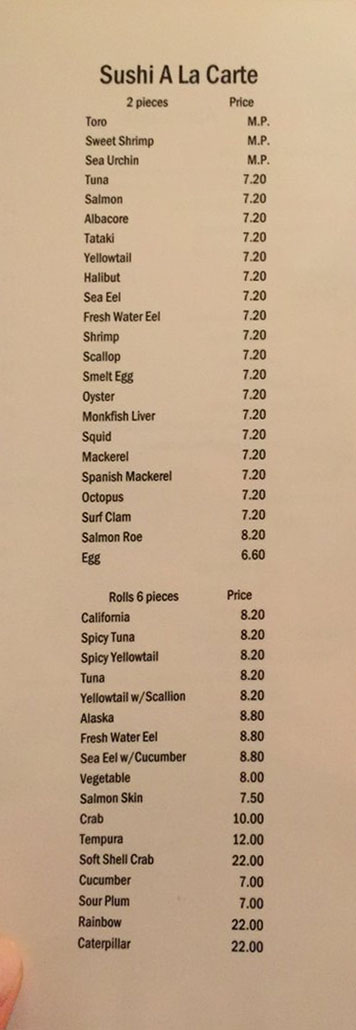 Sushi A La Carte
2 pieces Price
Toro M.P.
Sweet Shrimp M.P.
Sea Urchin M.P.
Tuna 7.20
Salmon 7.20
Albacore 7.20
Tataki 7.20
Yellowtail 7.20
Halibut 7.20
Sea Eel 7.20
Fresh Water Eel 7.20
Shrimp 7.20
Scallop 7.20
Smelt Egg 7.20
Oyster 7.20
Monkfish Liver 7.20
Squid 7.20
Mackerel 7.20
Spanish Mackerel 7.20
Octopus 7.20
Surf Clam 7.20
Salmon Roe 8.20
Egg 6.60
Rolls 6 pieces Price
California 8.20
Spicy Tuna 8.20
Spicy Yellowtail 8.20
Tuna 8.20
Yellowtail w/Scallion 8.20
Alaska 8.80
Fresh Water Eel 8.80
Sea Eel w/Cucumber 8.80
Vegetable 8.00
Salmon Skin 7.50
Crab 10.00
Tempura 12.00
Soft Shell Crab 22.00
Cucumber 7.00
Sour Plum 7.00
Rainbow 22.00
Caterpillar 22.00